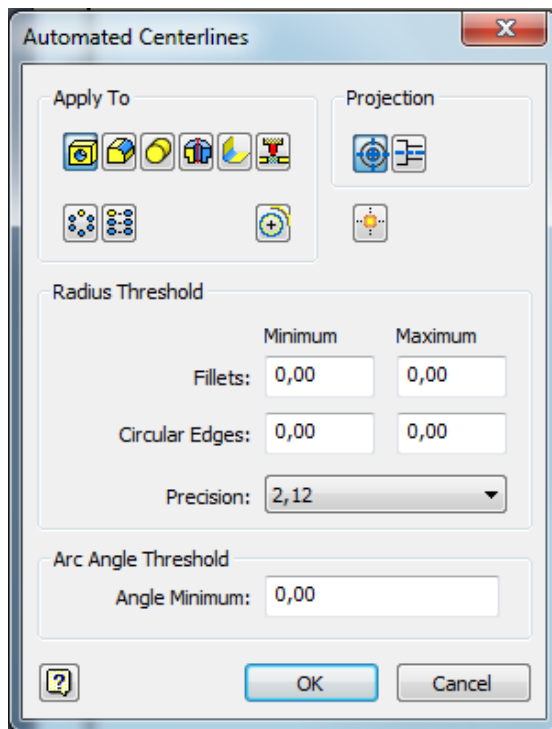 Automated Centerlines
Apply To
Projection
Radius Threshold
Minimum Maximum
Fillets: 0,00 0,00
Circular Edges: 0,00 0,00
Precision: 2,12
Arc Angle Threshold
Angle Minimum: 0,00
? OK Cancel